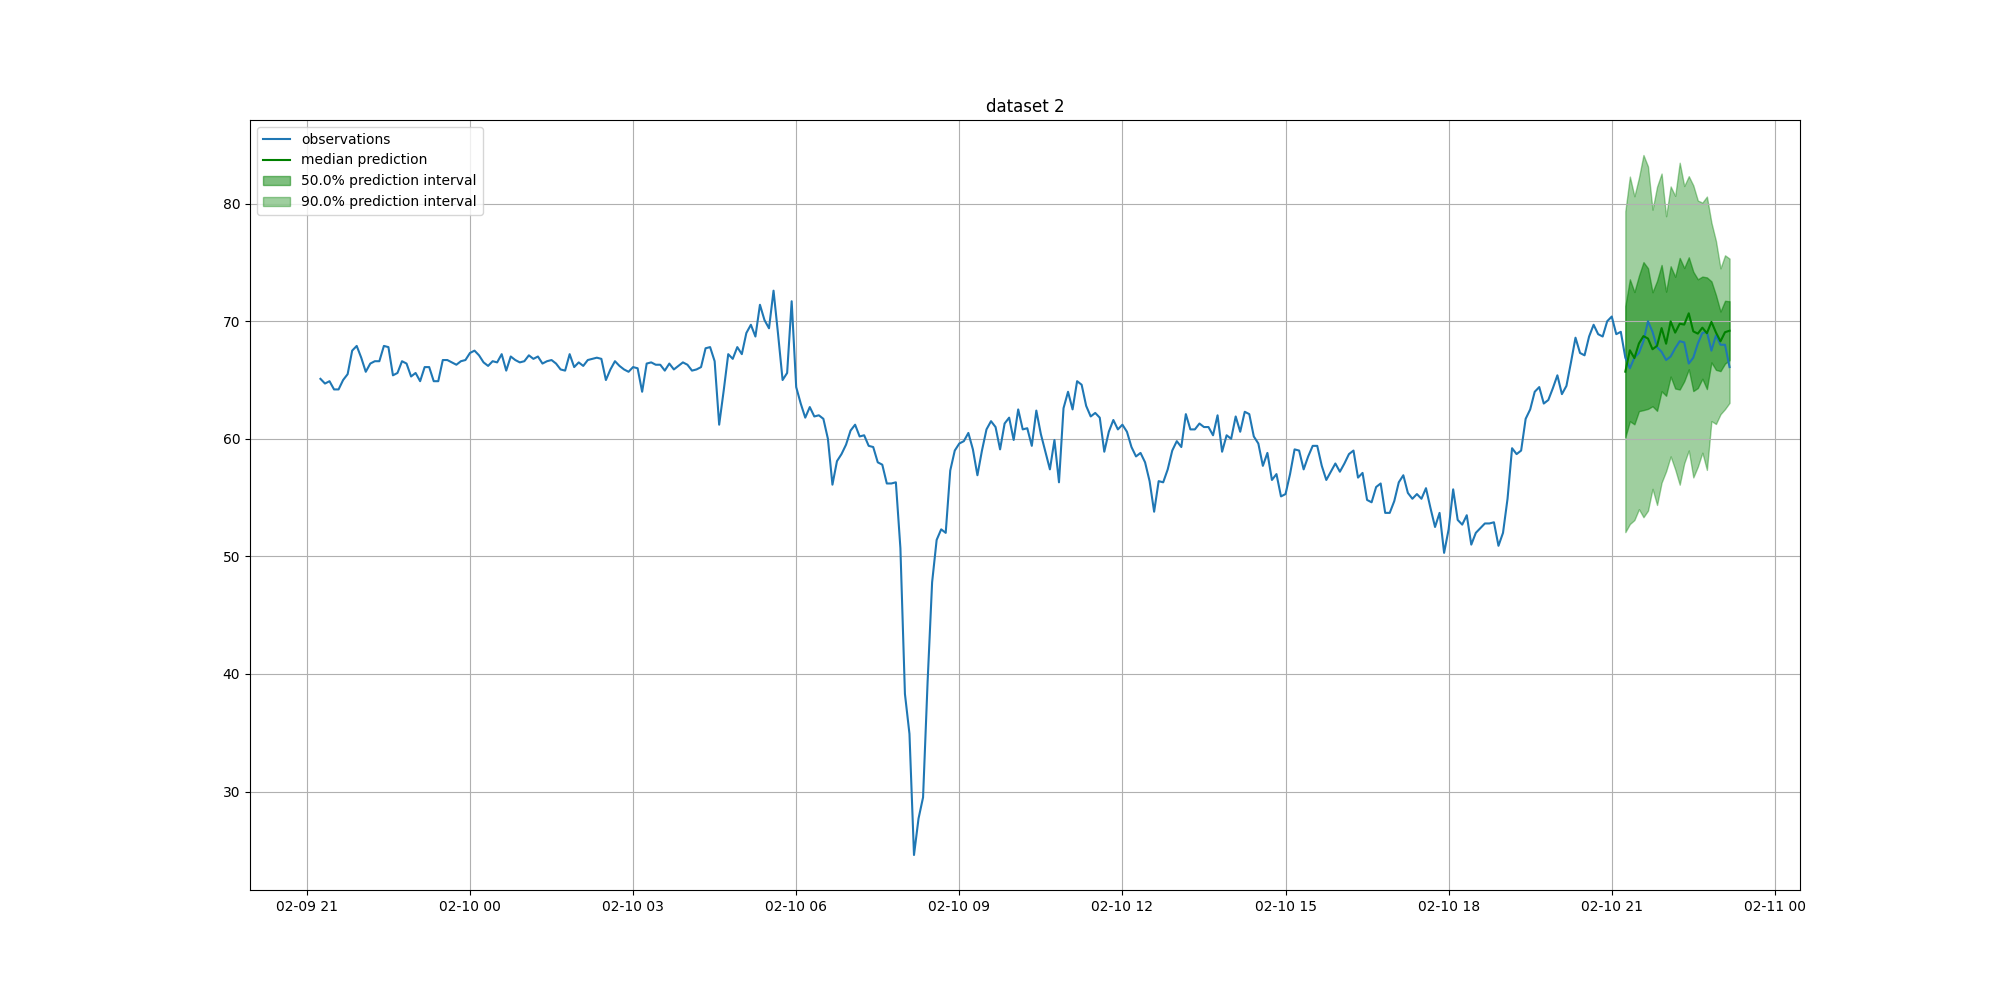 dataset 2
observations
median prediction
50.0% prediction interval
90.0% prediction interval
80
70
60
50
40
30
02-09 21 02-10 00 02-10 03 02-10 06 02-10 09 02-10 12 02-10 15 02-10 18 02-10 21 02-11 00